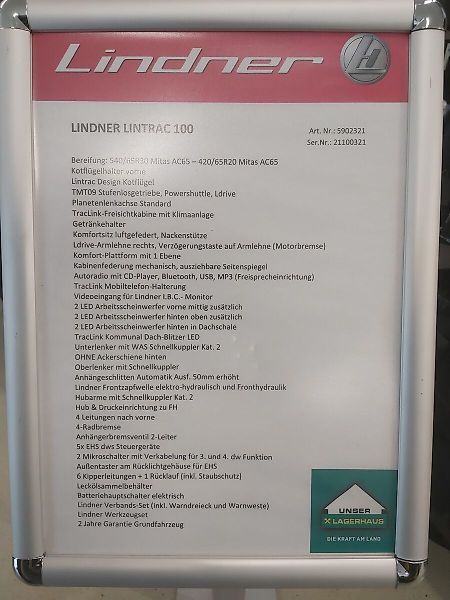 Lindner
LINDNER LINTRAC 100
Art. Nr.: 5902321
Ser.Nr.: 21100321
Bereifung: 540/65R30 Mitas AC65 – 420/65R20 Mitas AC65
Kotflügelhalter vorne
Lintrac Design Kotflügel
TMT09 Stufenlosgetriebe, Powershuttle, Ldrive
Planetenlenkachse Standard
TracLink-Freisichtkabine mit Klimaanlage
Getränkehalter
Komfortsitz luftgefedert, Nackenstütze
Ldrive-Armlehne rechts, Verzögerungstaste auf Armlehne (Motorbremse)
Komfort-Plattform mit 1 Ebene
Kabinenfederung mechanisch, ausziehbare Seitenspiegel
Autoradio mit CD-Player, Bluetooth, USB, MP3 (Freisprecheinrichtung)
TracLink Mobiltelefon-Halterung
Videoeingang für Lindner I.B.C.- Monitor
2 LED Arbeitsscheinwerfer vorne mittig zusätzlich
2 LED Arbeitsscheinwerfer hinten oben zusätzlich
2 LED Arbeitsscheinwerfer hinten in Dachschale
TracLink Kommunal Dach-Blitzer LED
Unterlenker mit WAS Schnellkuppler Kat. 2
OHNE Ackerschiene hinten
Oberlenker mit Schnellkuppler
Anhängeschlitten Automatik Ausf. 50mm erhöht
Lindner Frontzapfwelle elektro-hydraulisch und Fronthydraulik
Hubarme mit Schnellkuppler Kat. 2
Hub & Druckeinrichtung zu FH
4 Leitungen nach vorne
4-Radbremse
Anhängerbremsventil 2-Leiter
5x EHS dws Steuergeräte
2 Mikroschalter mit Verkabelung für 3. und 4. dw Funktion
Außentaster am Rücklichtgehäuse für EHS
6 Kipperleitungen + 1 Rücklauf (inkl. Staubschutz)
Leckölsammelbehälter
Batteriehauptschalter elektrisch
Lindner Verbands-Set (inkl. Warndreieck und Warnweste)
Lindner Werkzeugset
2 Jahre Garantie Grundfahrzeug
UNSER
LAGERHAUS
DIE KRAFT AM LAND